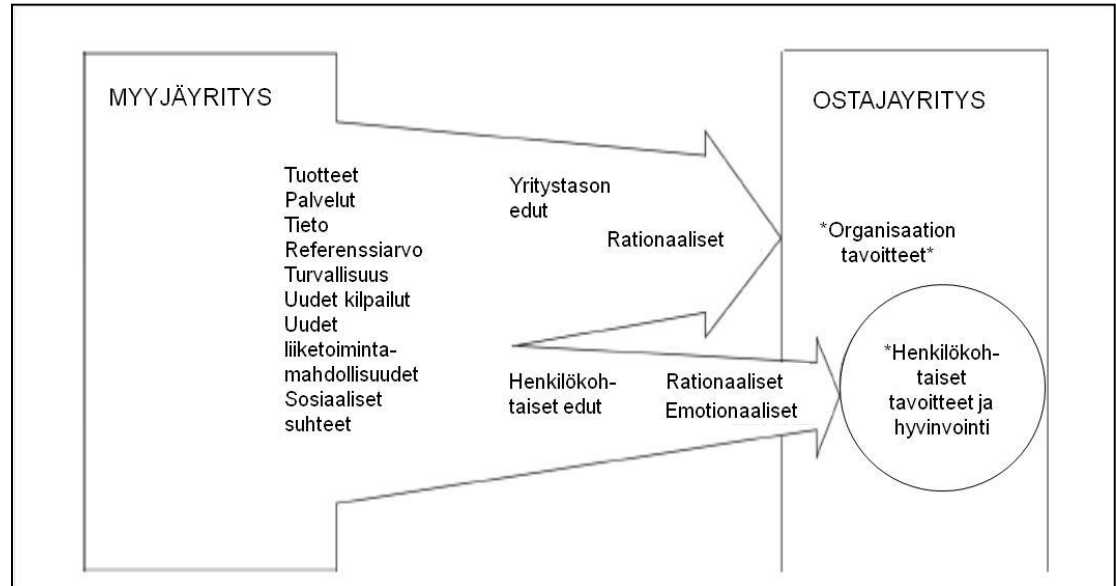 MYYJÄYRITYS
Tuotteet
Palvelut
Tieto
Referenssiarvo
Turvallisuus
Uudet kilpailut
Uudet
liiketoiminta-
mahdollisuudet
Sosiaaliset
suhteet
Yritystason
edut
Rationaaliset
Henkilökoh-
taiset edut
Rationaaliset
Emotionaaliset
OSTAJAYRITYS
*Organisaation
tavoitteet*
*Henkilökoh-
taiset
tavoitteet ja
hyvinvointi